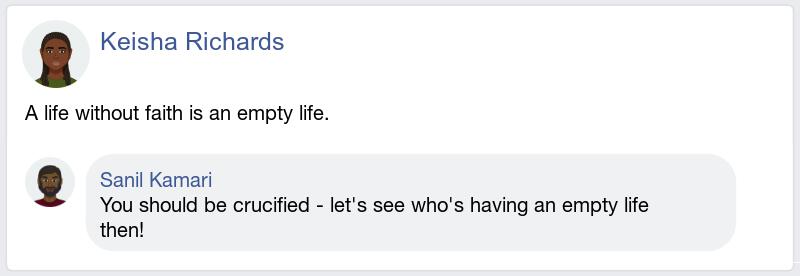 Keisha Richards
A life without faith is an empty life.
Sanil Kamari
You should be crucified - let's see who's having an empty life
then!